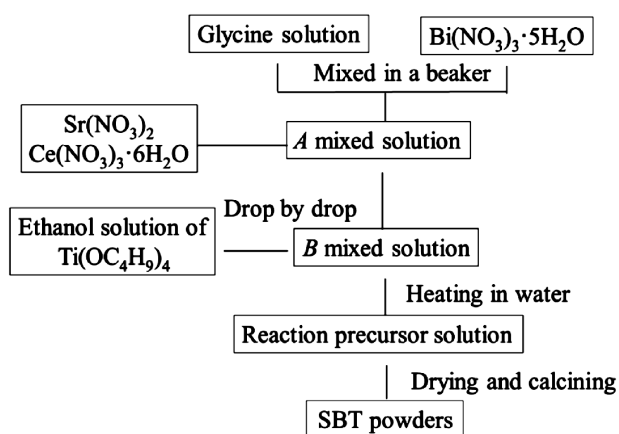 Glycine solution
Bi(NO₃)₃·5H₂O
Mixed in a beaker
Sr(NO₃)₂
Ce(NO₃)₃·6H₂O
A mixed solution
Drop by drop
Ethanol solution of
Ti(OC₄H₉)₄
B mixed solution
Heating in water
Reaction precursor solution
Drying and calcining
SBT powders